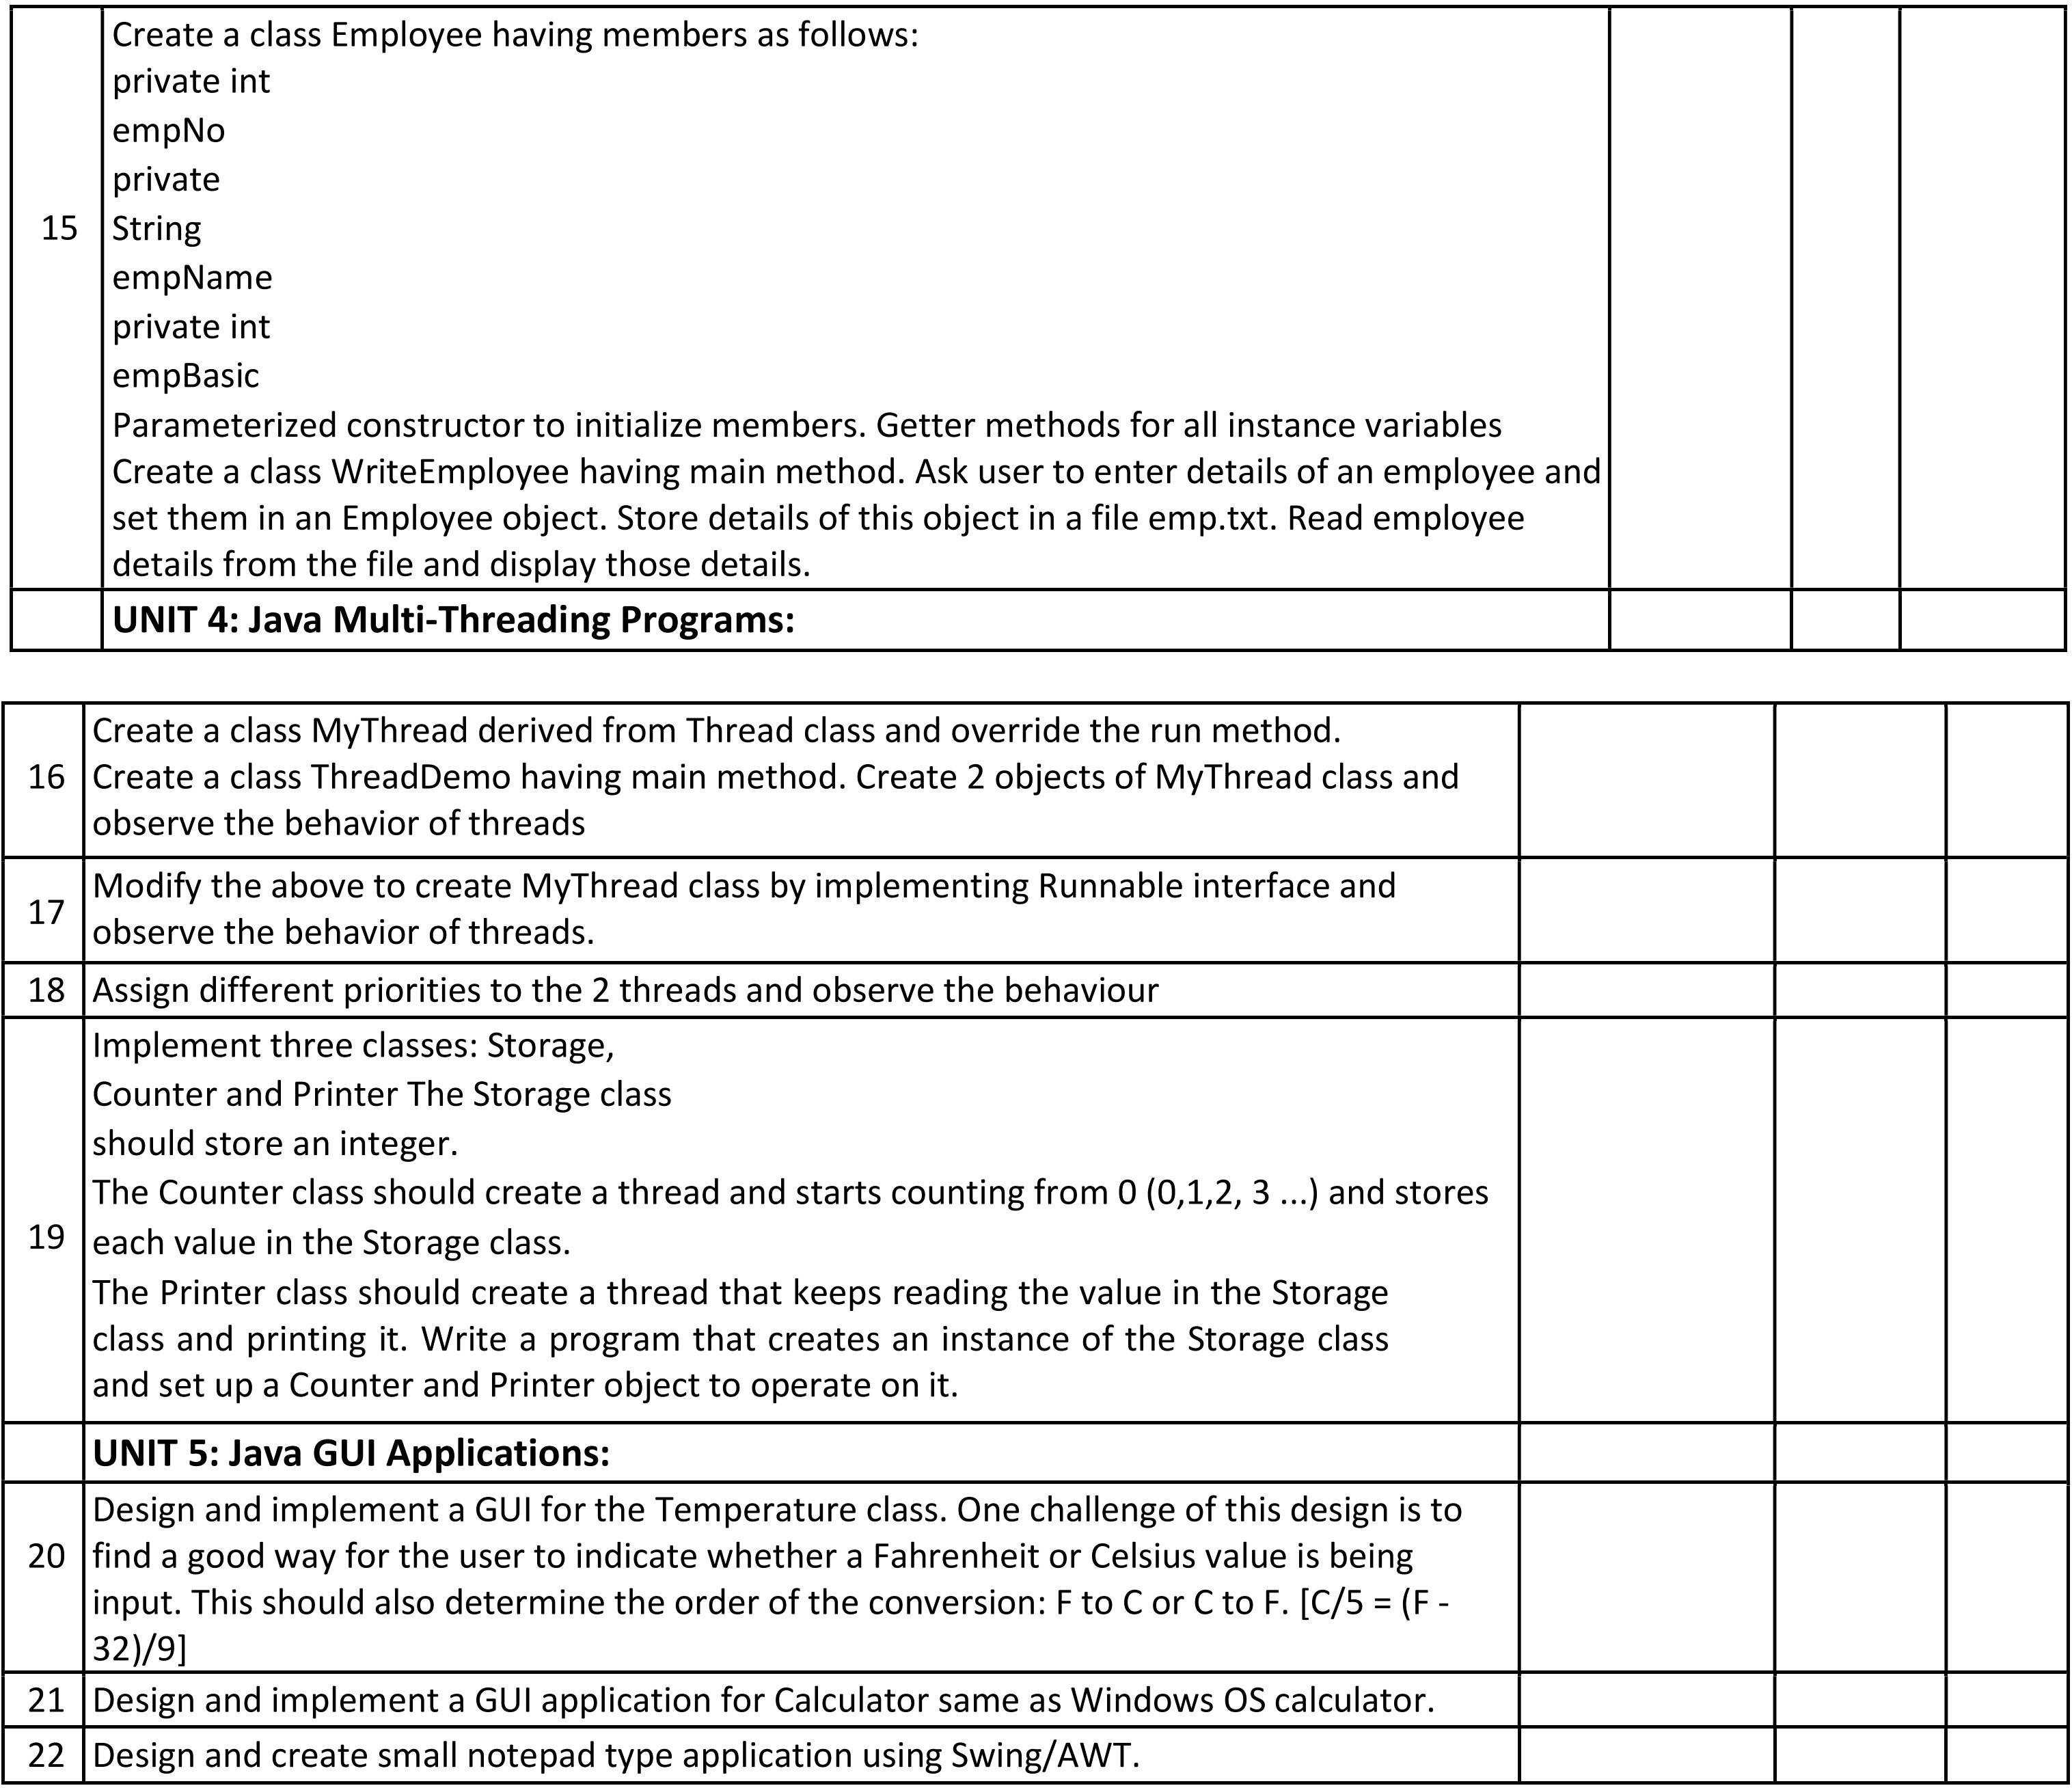 Create a class Employee having members as follows:
private int
empNo
private
15 String
empName
private int
empBasic
Parameterized constructor to initialize members. Getter methods for all instance variables
Create a class WriteEmployee having main method. Ask user to enter details of an employee and
set them in an Employee object. Store details of this object in a file emp.txt. Read employee
details from the file and display those details.
UNIT 4: Java Multi-Threading Programs:
Create a class MyThread derived from Thread class and override the run method.
16 Create a class ThreadDemo having main method. Create 2 objects of MyThread class and
observe the behavior of threads
17 Modify the above to create MyThread class by implementing Runnable interface and
observe the behavior of threads.
18 Assign different priorities to the 2 threads and observe the behaviour
Implement three classes: Storage,
Counter and Printer The Storage class
should store an integer.
The Counter class should create a thread and starts counting from 0 (0,1,2, 3 ...) and stores
19 each value in the Storage class.
The Printer class should create a thread that keeps reading the value in the Storage
class and printing it. Write a program that creates an instance of the Storage class
and set up a Counter and Printer object to operate on it.
UNIT 5: Java GUI Applications:
Design and implement a GUI for the Temperature class. One challenge of this design is to
20 find a good way for the user to indicate whether a Fahrenheit or Celsius value is being
input. This should also determine the order of the conversion: F to C or C to F. [C/5 = (F -
32)/9]
21 Design and implement a GUI application for Calculator same as Windows OS calculator.
22 Design and create small notepad type application using Swing/AWT.